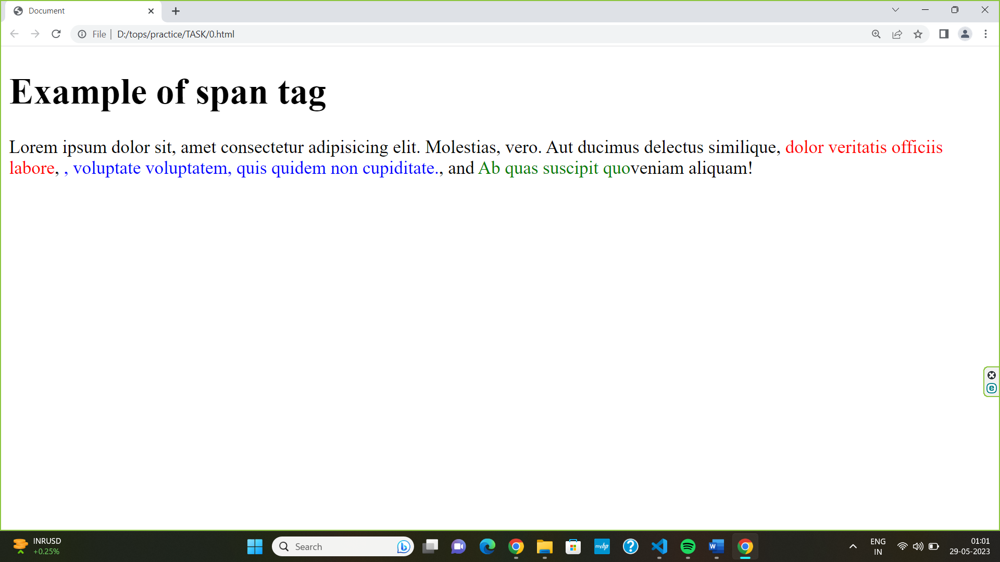 Document
File | D:/tops/practice/TASK/0.html
Example of span tag
Lorem ipsum dolor sit, amet consectetur adipisicing elit. Molestias, vero. Aut ducimus delectus similique, dolor veritatis officiis
labore, , voluptate voluptatem, quis quidem non cupiditate., and Ab quas suscipit quoveniam aliquam!
INRUSD
+0.25%
Search
myhp
W
ENG
IN
01:01
29-05-2023